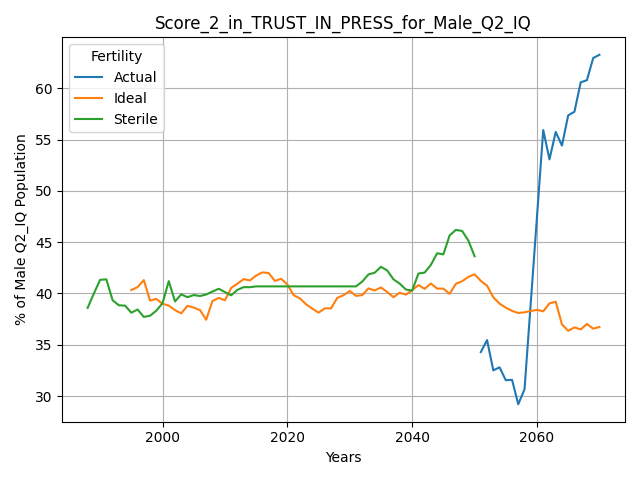 Score_2_in_TRUST_IN_PRESS_for_Male_Q2_IQ
Fertility
Actual
Ideal
Sterile
% of Male Q2_IQ Population
60
55
50
45
40
35
30
2000
2020
2040
2060
Years